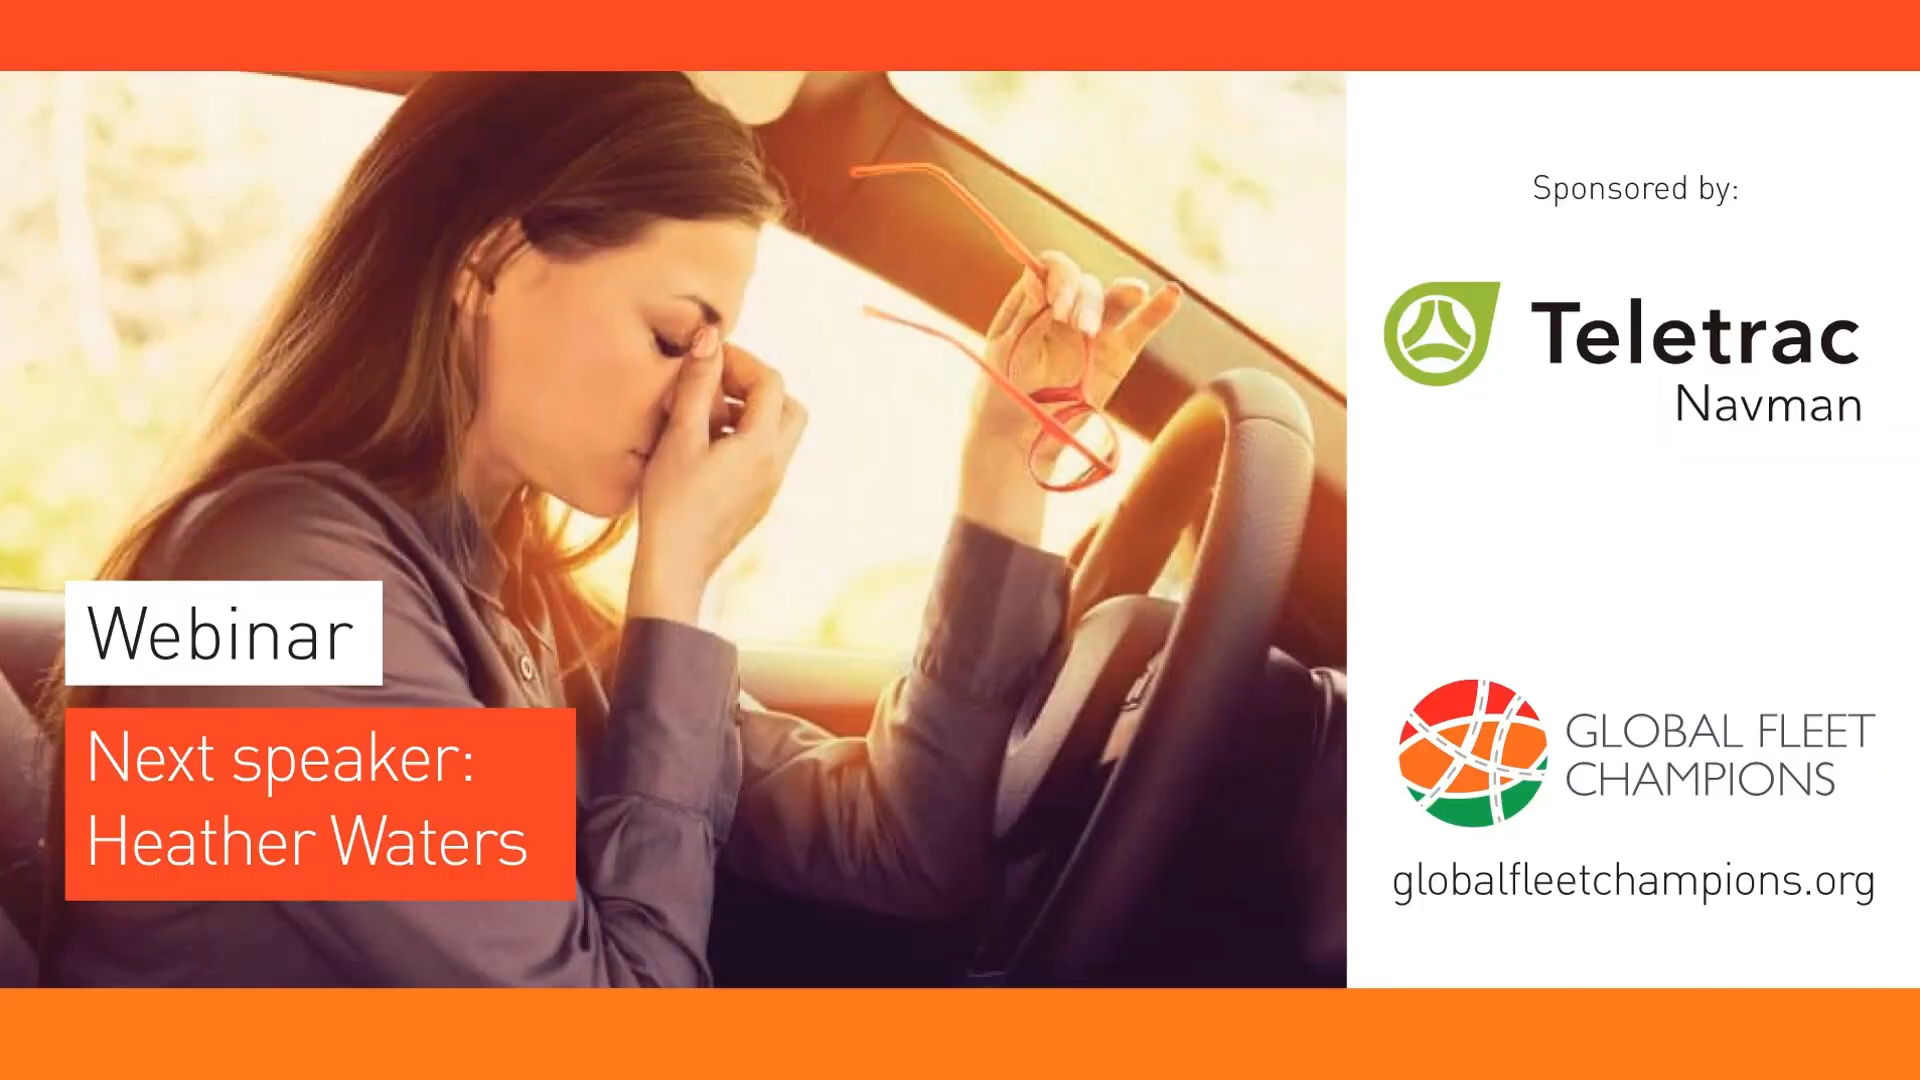 Webinar
Next speaker:
Heather Waters
Sponsored by:
Teletrac
Navman
GLOBAL FLEET
CHAMPIONS
globalfleetchampions.org